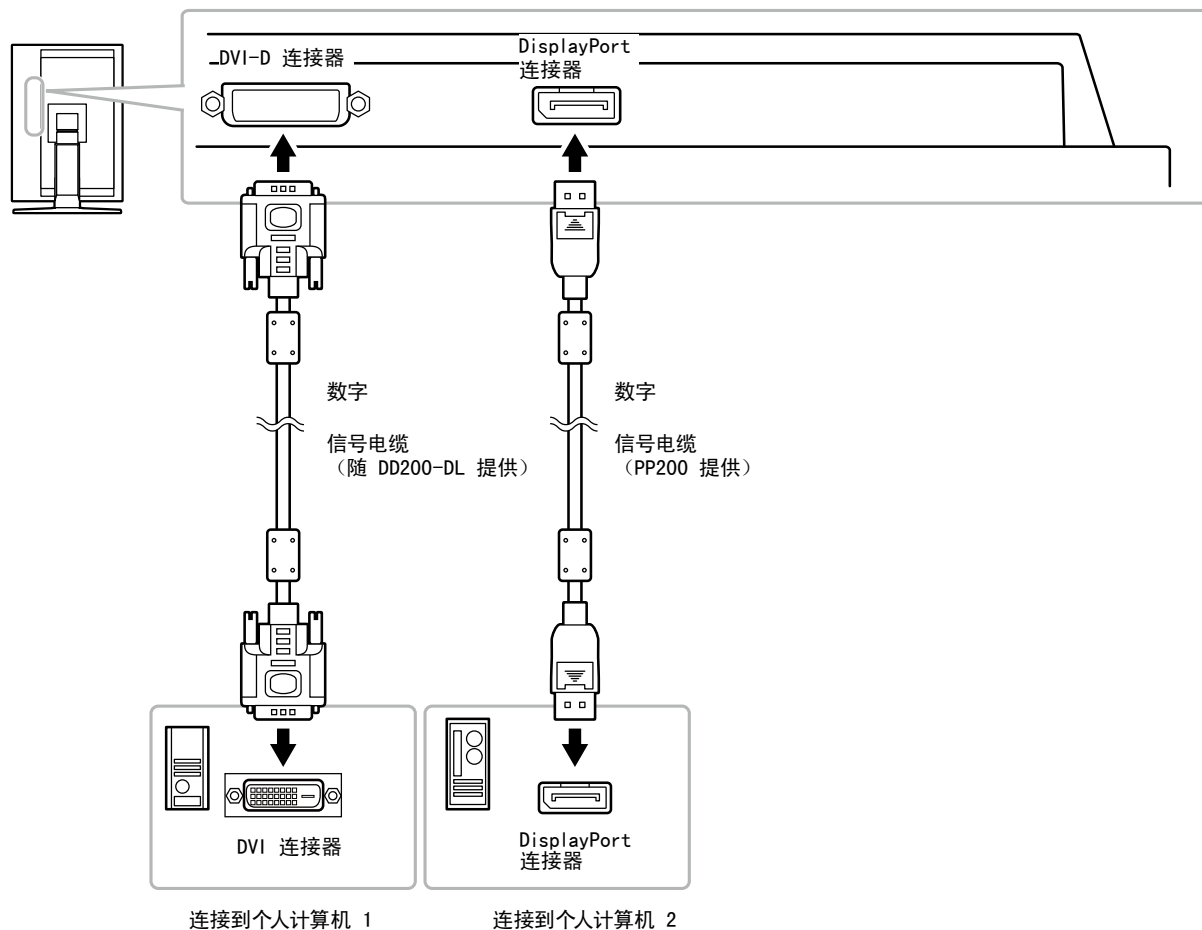 DVI-D 连接器
DisplayPort
连接器
数字
信号电缆
（随 DD200-DL 提供）
数字
信号电缆
（PP200 提供）
DVI 连接器
DisplayPort
连接器
连接到个人计算机 1
连接到个人计算机 2